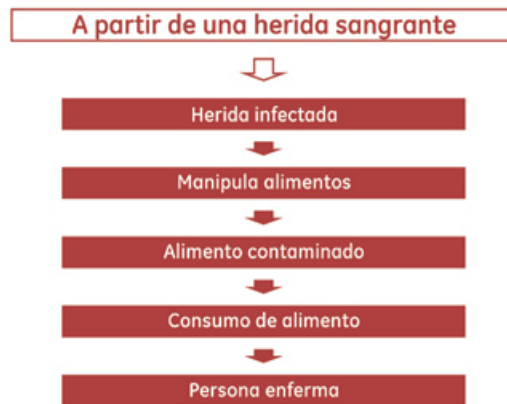 A partir de una herida sangrante
Herida infectada
Manipula alimentos
Alimento contaminado
Consumo de alimento
Persona enferma